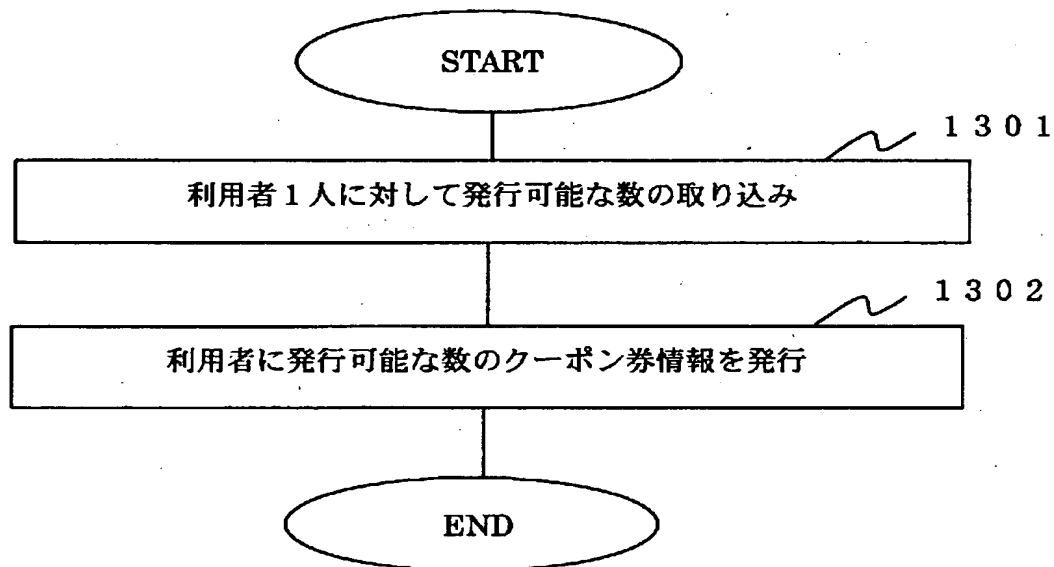 START
1301
利用者1人に対して発行可能な数の取り込み
1302
利用者に発行可能な数のクーポン券情報を発行
END